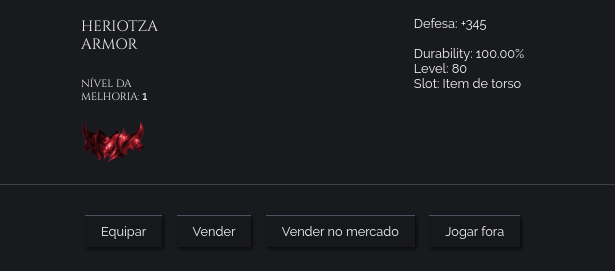 HERIOTZA
ARMOR
NÍVEL DA
MELHORIA: 1
Defesa: +345
Durability: 100.00%
Level: 80
Slot: Item de torso
Equipar
Vender
Vender no mercado
Jogar fora